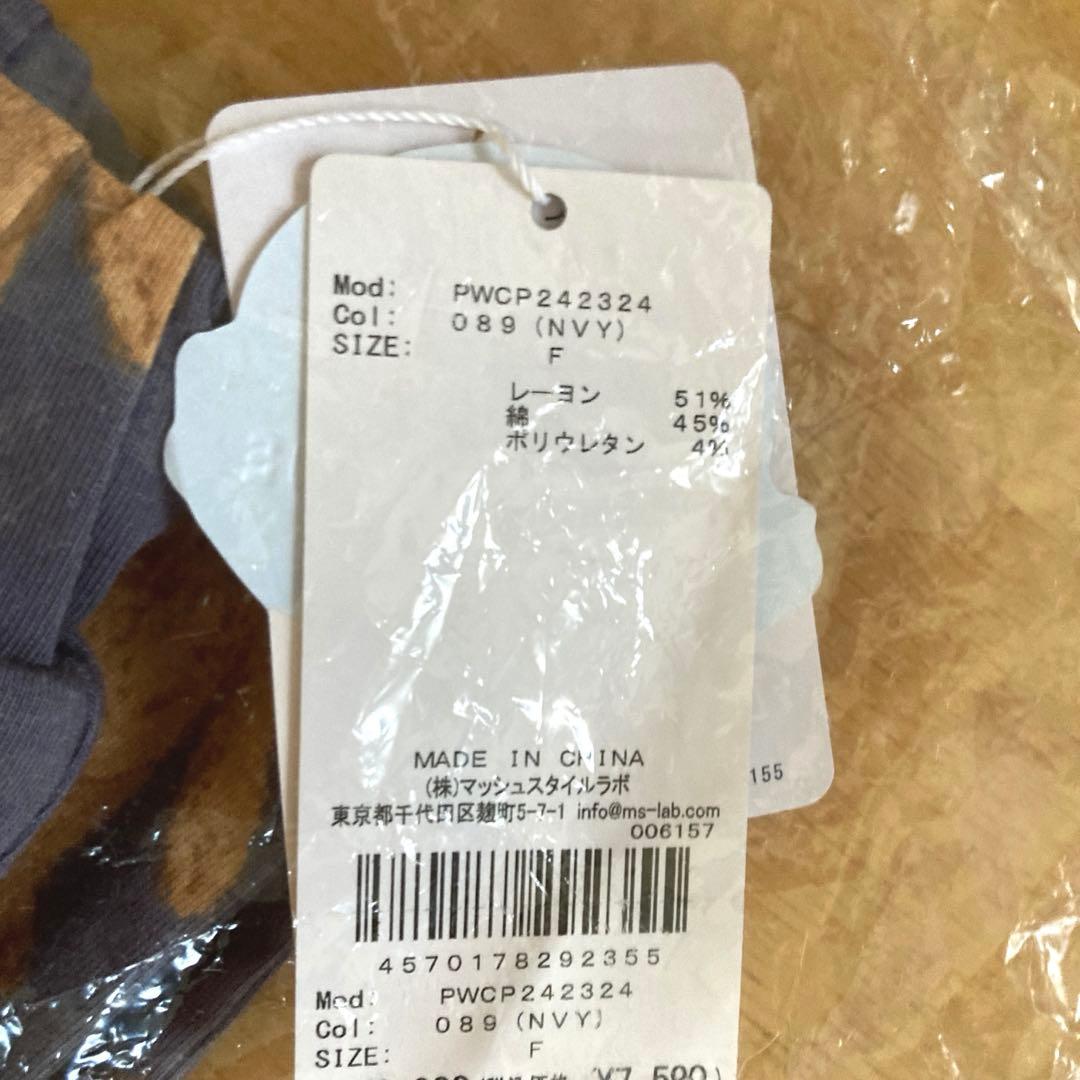 Mod: PWCP242324
Col: 089 (NVY)
SIZE: F
レーヨン 51%
綿 45%
ポリウレタン 4%
MADE IN CHINA
(株)マッシュスタイルラボ
東京都千代田区麹町5-7-1 info@ms-lab.com
006157
155
4570178292355
Mod: PWCP242324
Col: 089 (NVY)
SIZE: F
¥7,590)